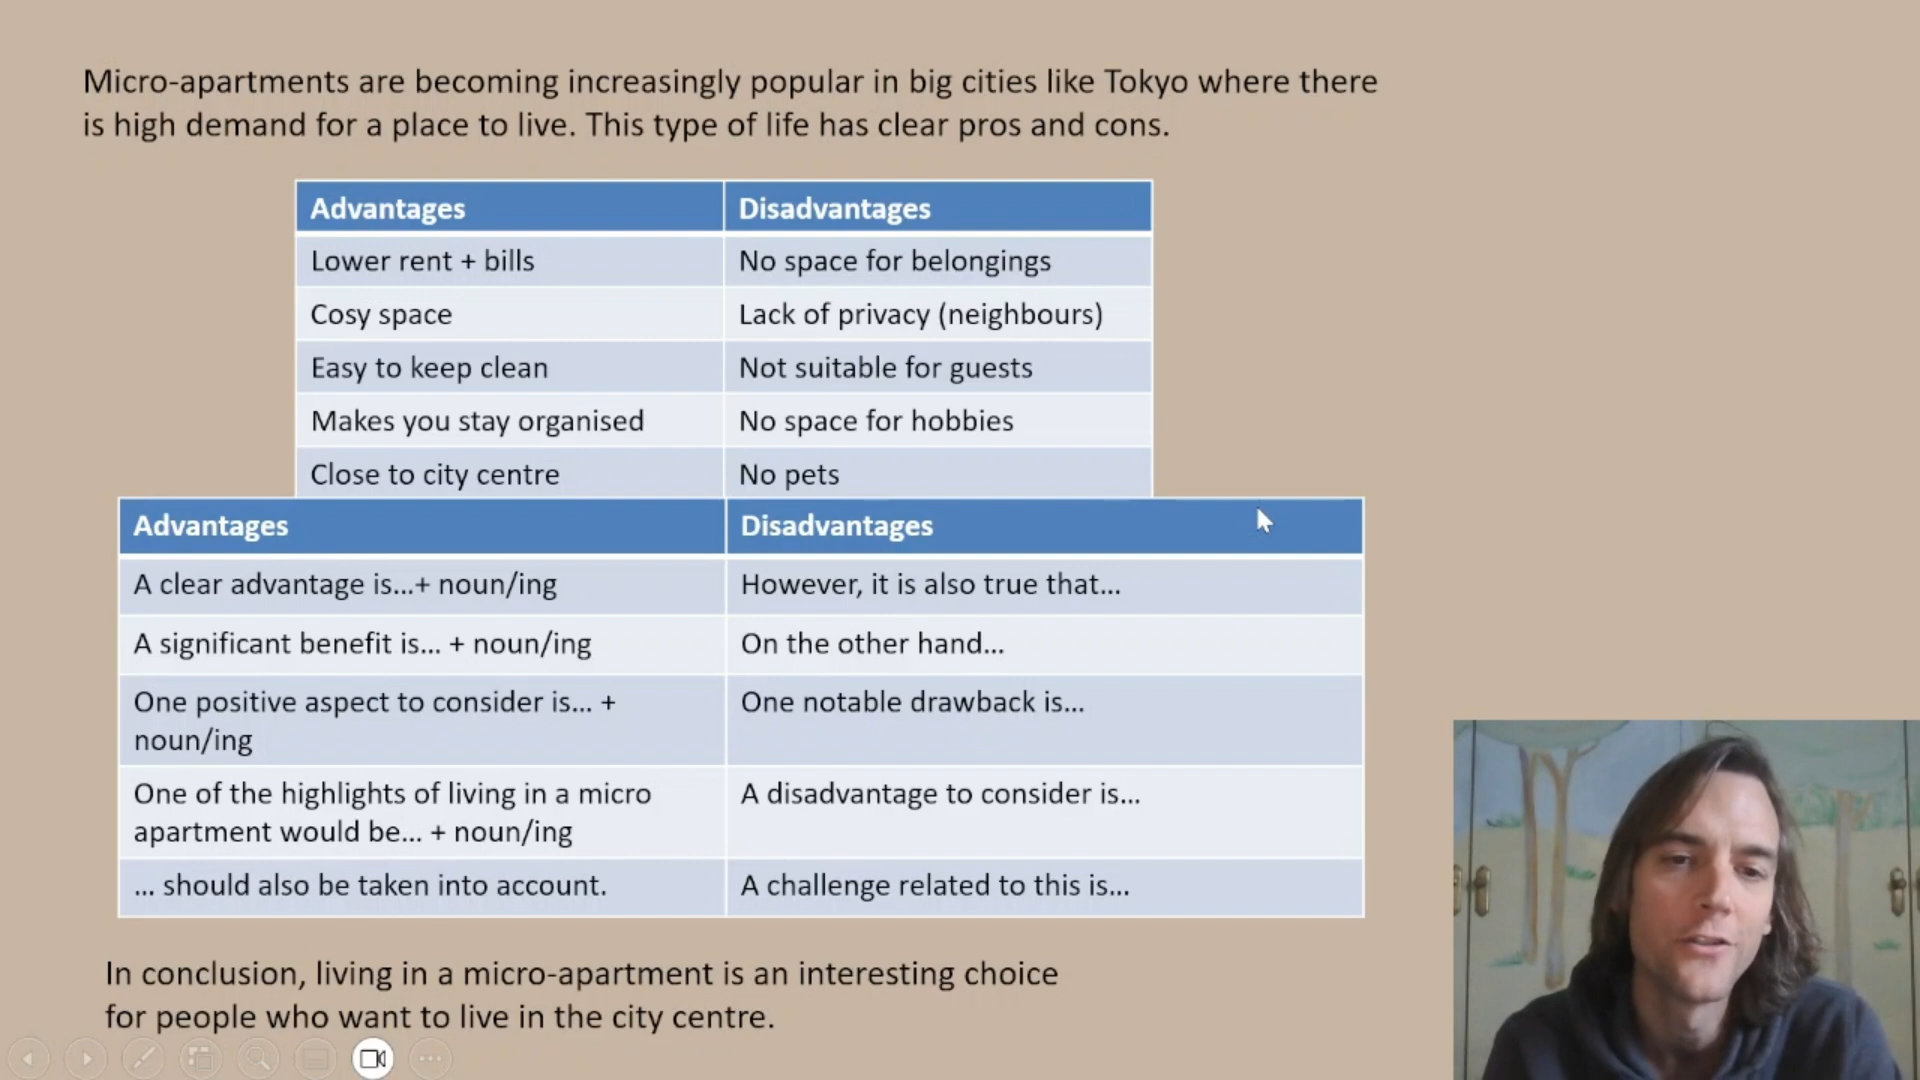 Micro-apartments are becoming increasingly popular in big cities like Tokyo where there
is high demand for a place to live. This type of life has clear pros and cons.
Advantages Disadvantages
Lower rent + bills No space for belongings
Cosy space Lack of privacy (neighbours)
Easy to keep clean Not suitable for guests
Makes you stay organised No space for hobbies
Close to city centre No pets
Advantages Disadvantages
A clear advantage is...+ noun/ing However, it is also true that...
A significant benefit is... + noun/ing On the other hand...
One positive aspect to consider is... +
noun/ing
One notable drawback is...
One of the highlights of living in a micro
apartment would be... + noun/ing
A disadvantage to consider is...
... should also be taken into account. A challenge related to this is...
In conclusion, living in a micro-apartment is an interesting choice
for people who want to live in the city centre.